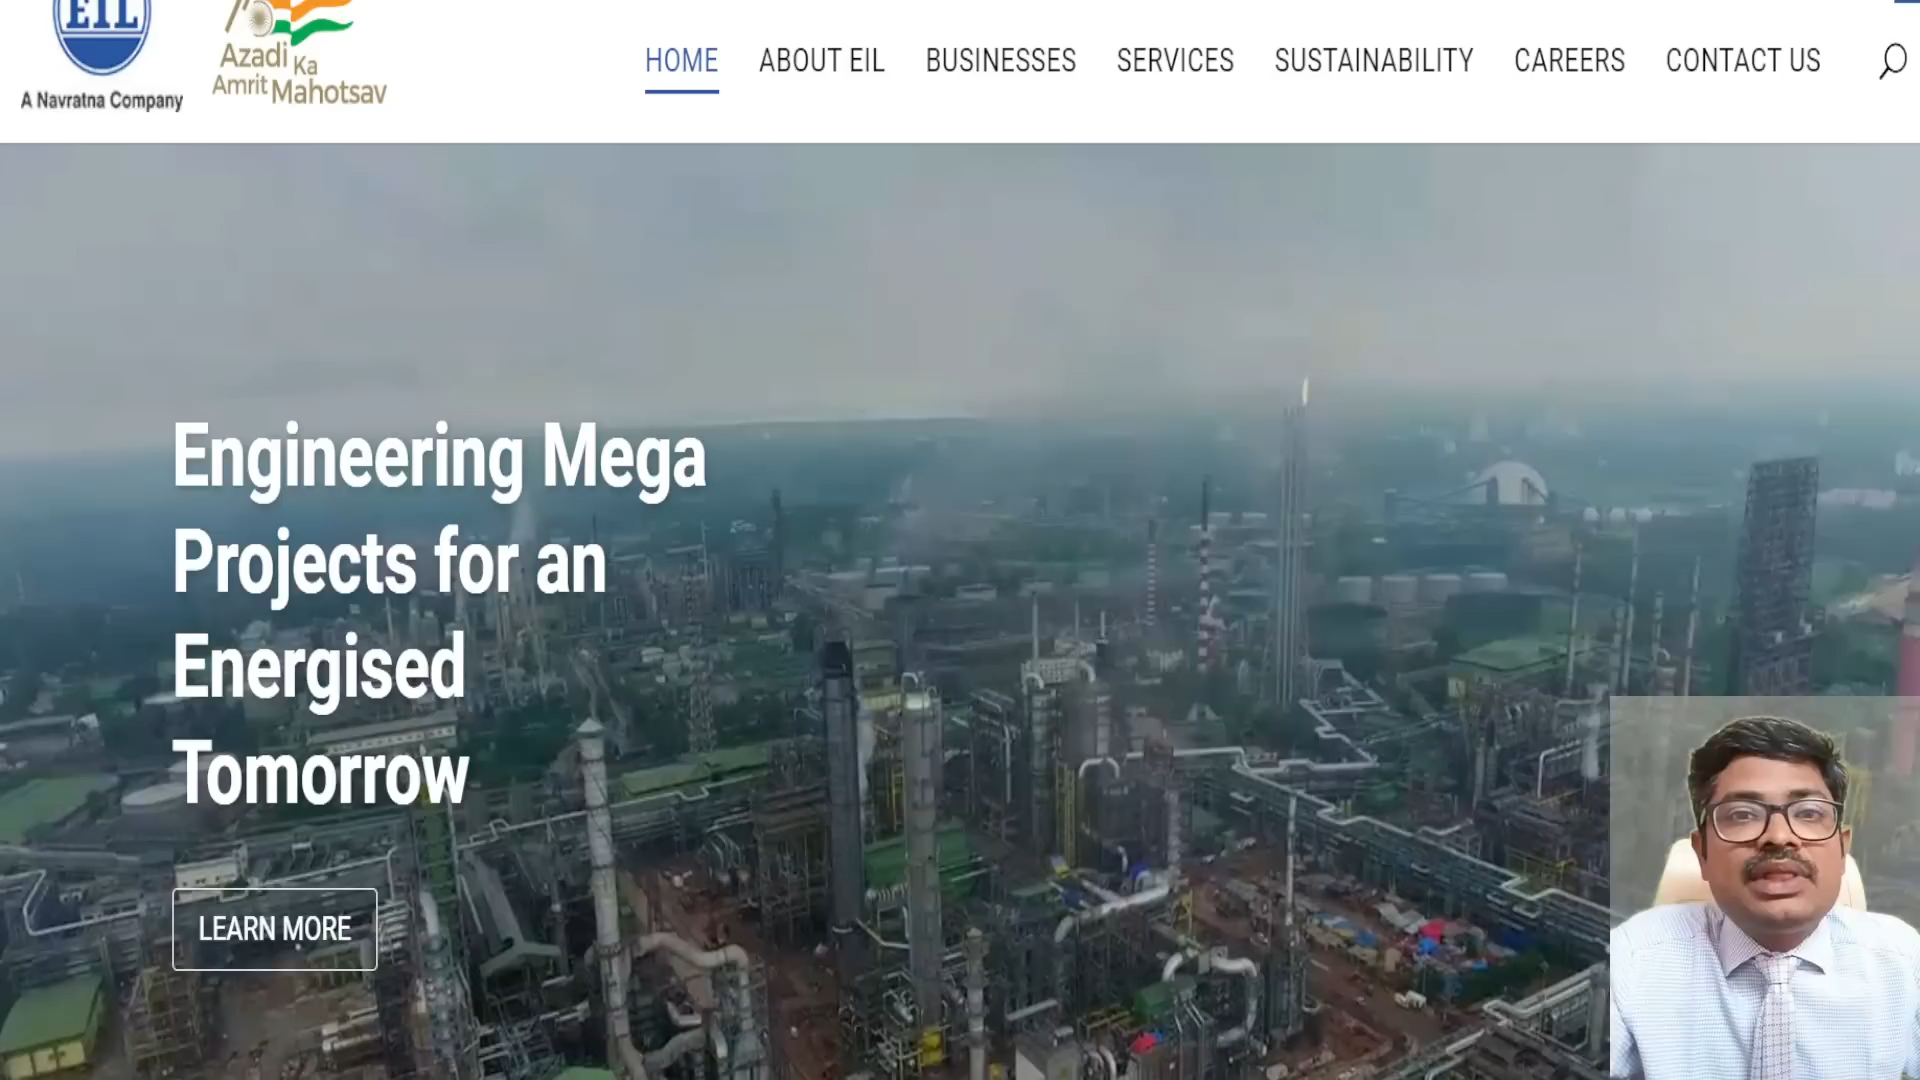 EIL
A Navratna Company
Azadi Ka
Amrit Mahotsav
HOME ABOUT EIL BUSINESSES SERVICES SUSTAINABILITY CAREERS CONTACT US
Engineering Mega
Projects for an
Energised
Tomorrow
LEARN MORE